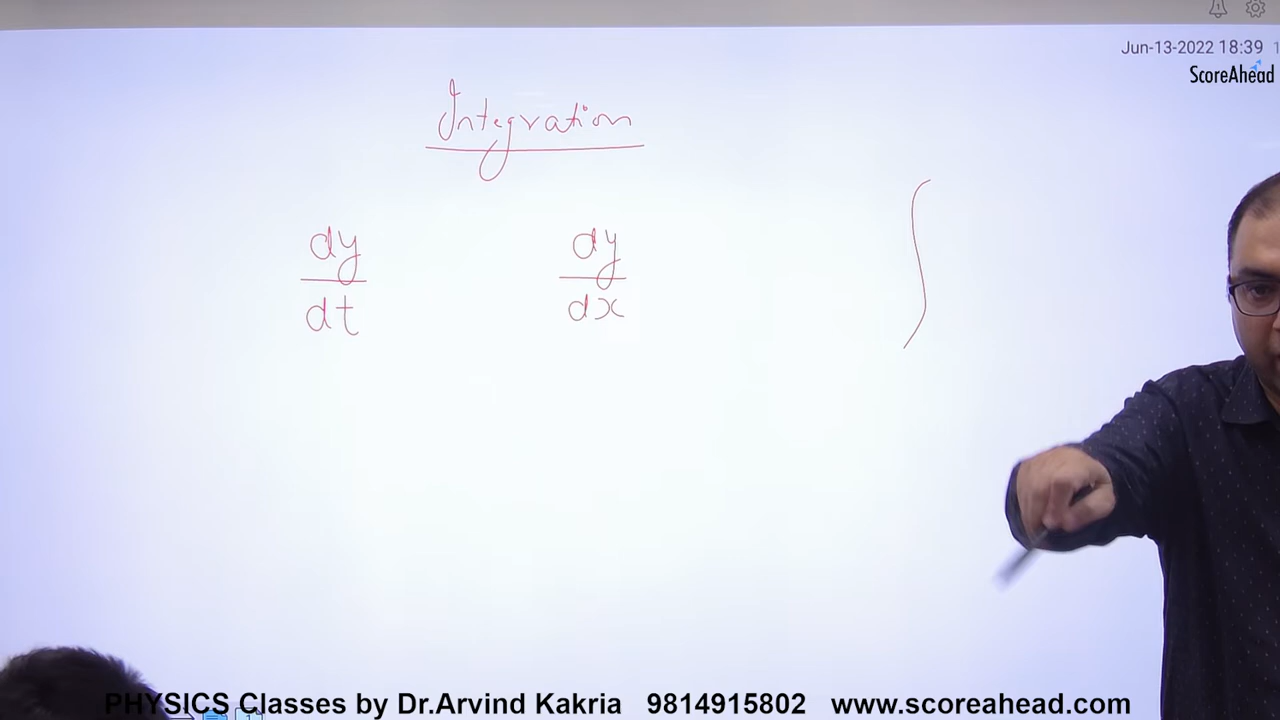 Jun-13-2022 18:39
ScoreAhead
Integration
dy
dt
dy
dx
∫
PHYSICS Classes by Dr.Arvind Kakria 9814915802 www.scoreahead.com